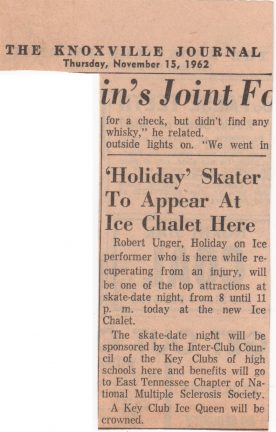 THE KNOXVILLE JOURNAL
Thursday, November 15, 1962
in's Joint Fo
for a check, but didn't find any
whisky," he related.
outside lights on. "We went in
'Holiday' Skater
To Appear At
Ice Chalet Here
Robert Unger, Holiday on Ice
performer who is here while re-
cuperating from an injury, will
be one of the top attractions at
skate-date night, from 8 until 11
p. m. today at the new Ice
Chalet.
The skate-date night will be
sponsored by the Inter-Club Coun-
cil of the Key Clubs of high
schools here and benefits will go
to East Tennessee Chapter of Na-
tional Multiple Sclerosis Society.
A Key Club Ice Queen will be
crowned.